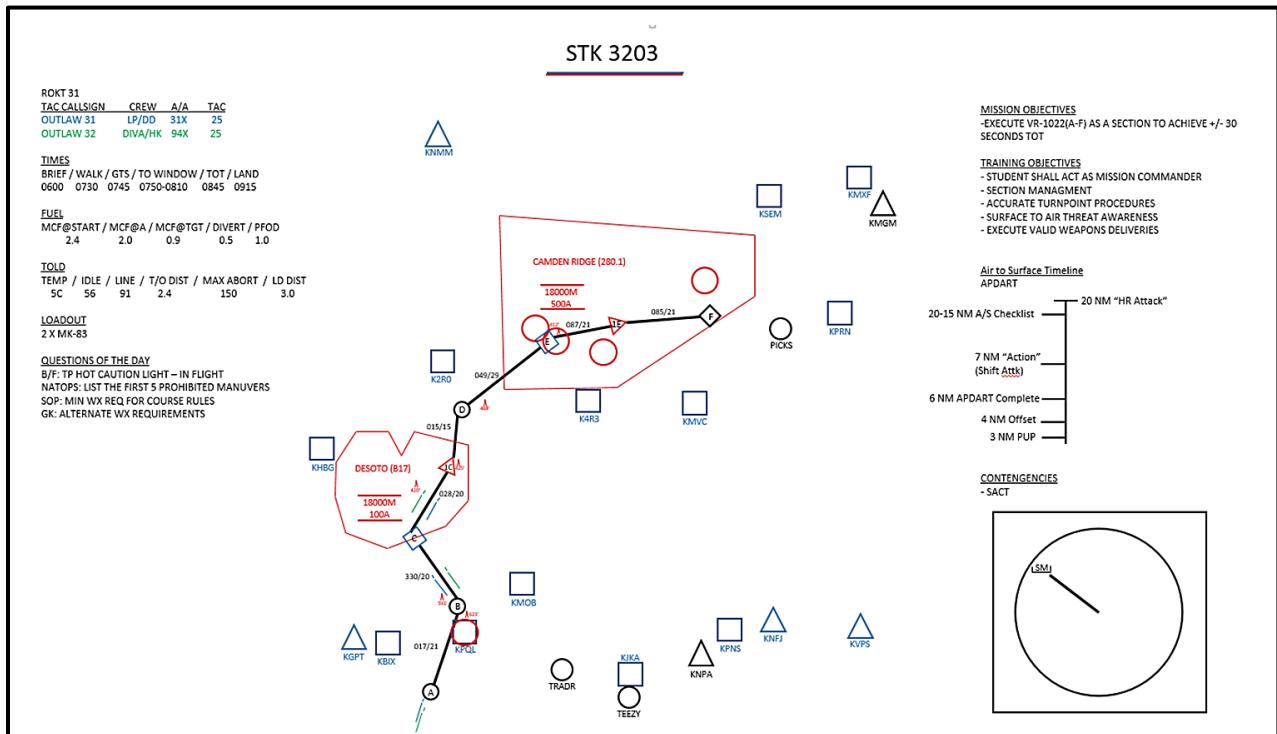 STK 3203
ROKT 31
TAC CALLSIGN CREW A/A TAC
OUTLAW 31 LP/DD 31X 25
OUTLAW 32 DIVA/HK 94X 25
TIMES
BRIEF / WALK / GTS / TO WINDOW / TOT / LAND
0600 0730 0745 0750-0810 0845 0915
FUEL
MCF@START / MCF@A / MCF@TGT / DIVERT / PFOD
2.4 2.0 0.9 0.5 1.0
TOLD
TEMP / IDLE / LINE / T/O DIST / MAX ABORT / LD DIST
5C 56 91 2.4 150 3.0
LOADOUT
2 X MK-83
QUESTIONS OF THE DAY
B/F: TP HOT CAUTION LIGHT – IN FLIGHT
NATOPS: LIST THE FIRST 5 PROHIBITED MANUVERS
SOP: MIN WX REQ FOR COURSE RULES
GK: ALTERNATE WX REQUIREMENTS
KNMM
KSEM
KMXF
KMGM
CAMDEN RIDGE (280.1)
18000M
500A
087/21
1E
085/21
F
E
PICKS
KPRN
K2R0
049/29
K4R3
KMVC
D
015/15
KHBG
DESOTO (B17)
1C
18000M
100A
028/20
C
330/20
KMOB
B
KPQL
KGPT
KBIX
017/21
A
TRADR
KJKA
TEEZY
KNPA
KPNS
KNFJ
KVPS
MISSION OBJECTIVES
-EXECUTE VR-1022(A-F) AS A SECTION TO ACHIEVE +/- 30
SECONDS TOT
TRAINING OBJECTIVES
- STUDENT SHALL ACT AS MISSION COMMANDER
- SECTION MANAGMENT
- ACCURATE TURNPOINT PROCEDURES
- SURFACE TO AIR THREAT AWARENESS
- EXECUTE VALID WEAPONS DELIVERIES
Air to Surface Timeline
APDART
20 NM “HR Attack”
20-15 NM A/S Checklist
7 NM “Action”
(Shift Attk)
6 NM APDART Complete
4 NM Offset
3 NM PUP
CONTENGENCIES
- SACT
SM